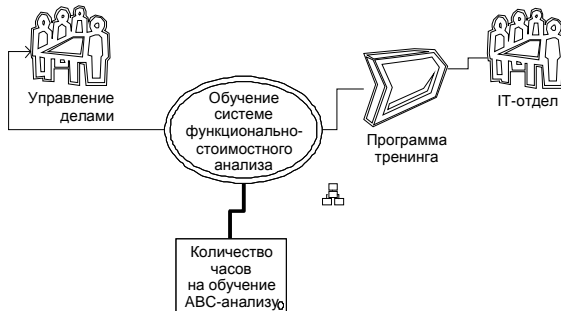 Управление
делами
Обучение
системе
функционально-
стоимостного
анализа
Программа
тренинга
IT-отдел
Количество
часов
на обучение
АВС-анализу